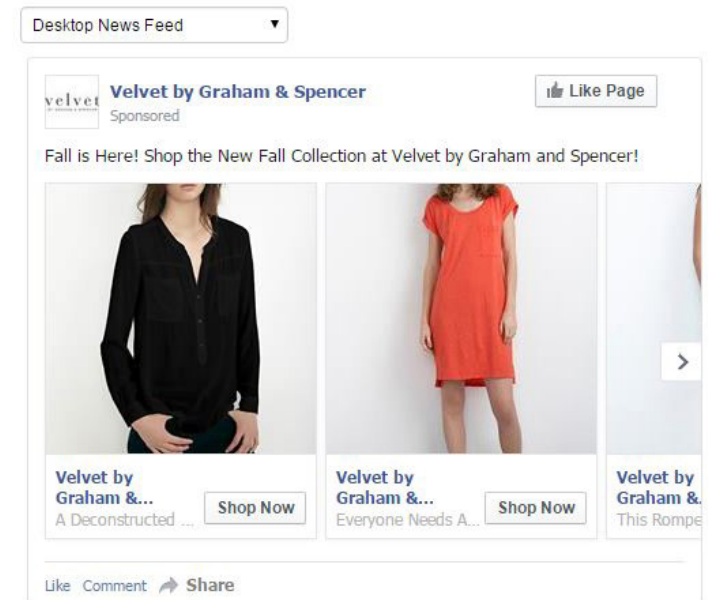 Desktop News Feed
velvet
Velvet by Graham & Spencer
Like Page
Sponsored
Fall is Here! Shop the New Fall Collection at Velvet by Graham and Spencer!
Velvet by
Graham &...
Shop Now
A Deconstructed ...
Velvet by
Graham &...
Shop Now
Everyone Needs A...
Velvet by
Graham &
This Rompe
Like Comment Share